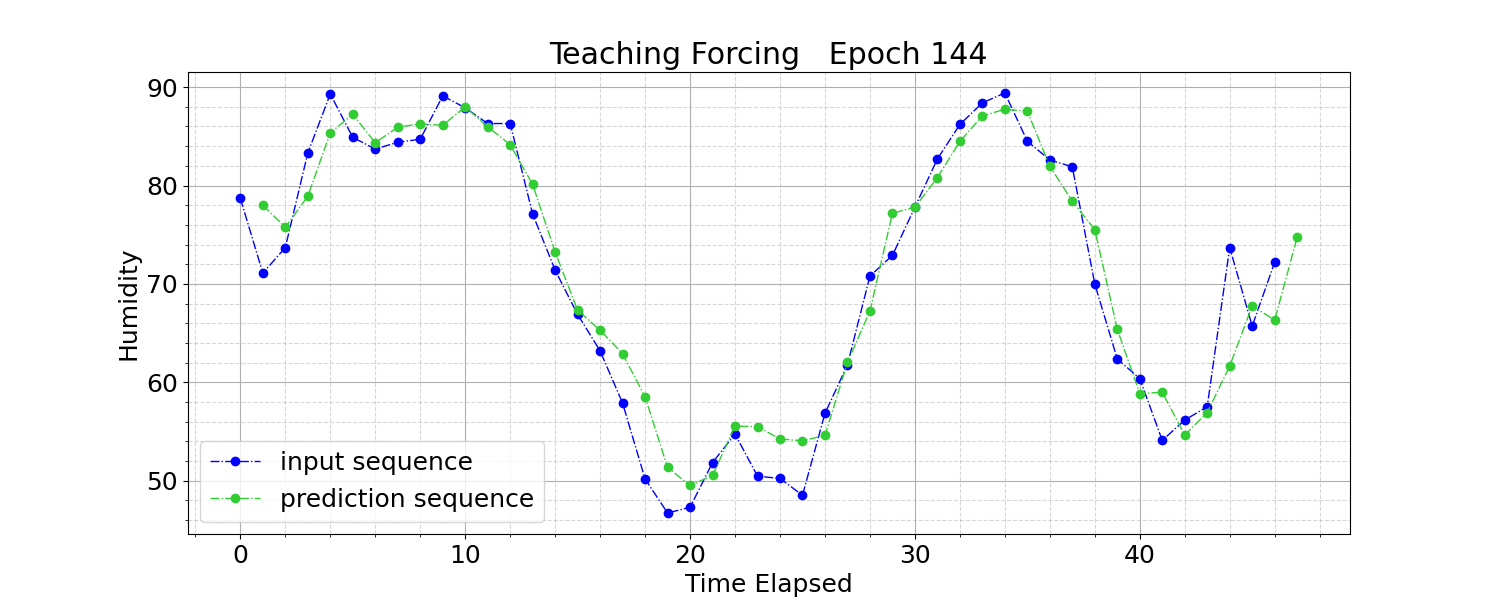 Teaching Forcing   Epoch 144
90
80
70
60
50
Humidity
input sequence
prediction sequence
0 10 20 30 40
Time Elapsed